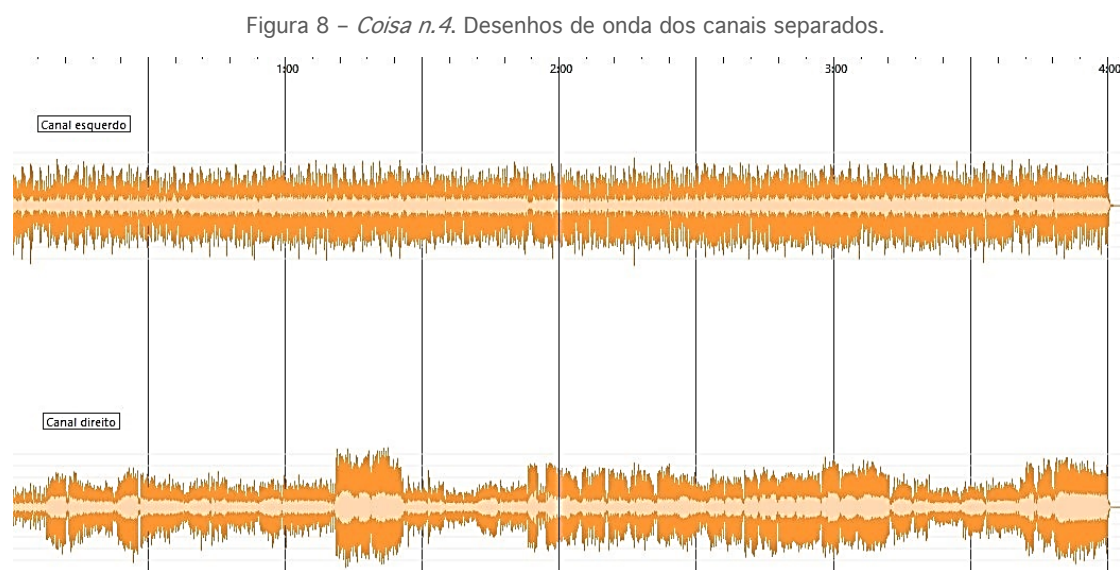 Figura 8 – Coisa n.4. Desenhos de onda dos canais separados.
1:00 2:00 3:00 4:00
Canal esquerdo
Canal direito